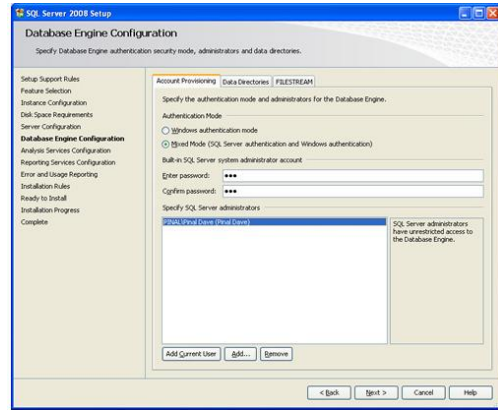 SQL Server 2008 Setup
Database Engine Configuration
Specify Database Engine authentication security mode, administrators and data directories.
Setup Support Rules
Feature Selection
Instance Configuration
Disk Space Requirements
Server Configuration
Database Engine Configuration
Analysis Services Configuration
Reporting Services Configuration
Error and Usage Reporting
Installation Rules
Ready to Install
Installation Progress
Complete
Account Provisioning
Data Directories
FILESTREAM
Specify the authentication mode and administrators for the Database Engine.
Authentication Mode
Windows authentication mode
Mixed Mode (SQL Server authentication and Windows authentication)
Built-in SQL Server system administrator account
Enter password:
●●●
Confirm password:
●●●
Specify SQL Server administrators
PINAL\Pinal Dave (Pinal Dave)
SQL Server administrators
have unrestricted access to
the Database Engine.
Add Current User
Add...
Remove
< Back
Next >
Cancel
Help